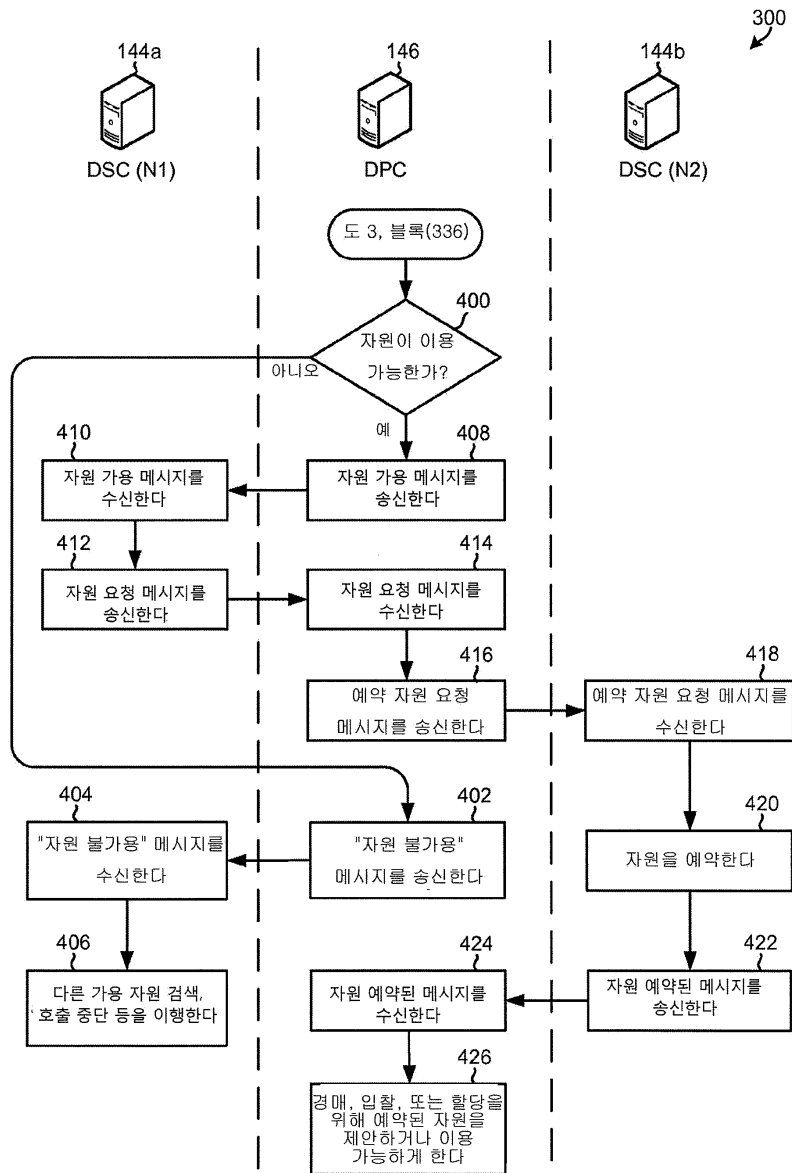 300
144a
146
144b
DSC (N1)
DPC
DSC (N2)
도 3, 블록(336)
400
자원이 이용
가능한가?
아니오
예
410
자원 가용 메시지를
수신한다
408
자원 가용 메시지를
송신한다
412
자원 요청 메시지를
송신한다
414
자원 요청 메시지를
수신한다
416
예약 자원 요청
메시지를 송신한다
418
예약 자원 요청 메시지를
수신한다
404
"자원 불가용" 메시지를
수신한다
402
"자원 불가용"
메시지를 송신한다
420
자원을 예약한다
406
다른 가용 자원 검색,
호출 중단 등을 이행한다
424
자원 예약된 메시지를
수신한다
422
자원 예약된 메시지를
송신한다
426
경매, 입찰, 또는 할당을
위해 예약된 자원을
제안하거나 이용
가능하게 한다